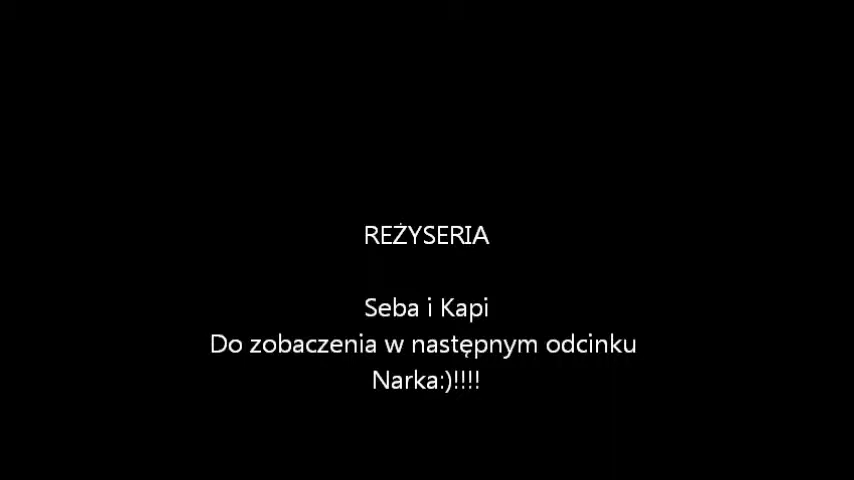 REŻYSERIA
Seba i Kapi
Do zobaczenia w następnym odcinku
Narka:)!!!!